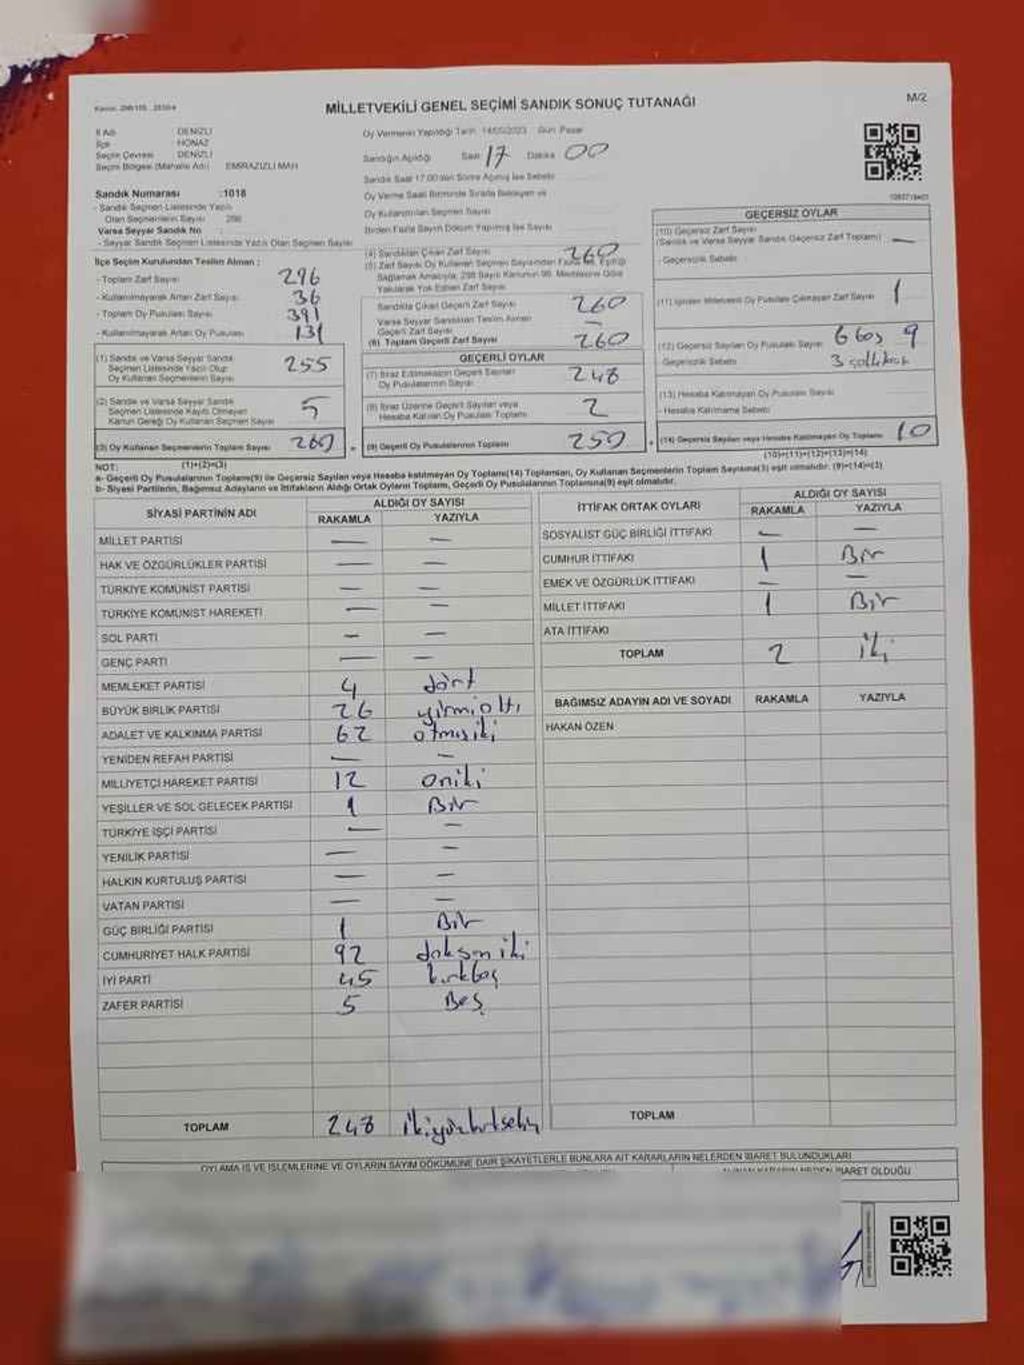 MİLLETVEKİLİ GENEL SEÇİMİ SANDIK SONUÇ TUTANAĞI
M/2
İl Adı : DENİZLİ
İlçe : HONAZ
Seçim Çevresi : DENİZLİ
Seçim Bölgesi (Mahalle Adı) EMİRAZİZLİ MAH
Sandık Numarası :1018
- Sandık Seçmen Listesinde Yazılı
Olan Seçmenlerin Sayısı
Varsa Seyyar Sandık No :
- Seyyar Sandık Seçmen Listesinde Yazılı Olan Seçmen Sayısı
İlçe Seçim Kurulundan Teslim Alınan :
- Toplam Zarf Sayısı 296
- Kullanılmayarak Artan Zarf Sayısı 36
- Toplam Oy Pusulası Sayısı 391
- Kullanılmayarak Artan Oy Pusulası 131
(1) Sandık ve Varsa Seyyar Sandık
Seçmen Listesinde Yazılı Olup
Oy Kullanan Seçmenlerin Sayısı 255
(2) Sandık ve Varsa Seyyar Sandık
Seçmen Listesinde Kayıtlı Olmayan
Kanun Gereği Oy Kullanan Seçmen Sayısı 5
(3) Oy Kullanan Seçmenlerin Toplam Sayısı 260
(1)+(2)=(3)
Oy Vermenin Yapıldığı Tarih: 14/05/2023 Gün: Pazar
Sandığın Açıldığı Saat 17 Dakika 00
Sandık Saat 17.00'den Sonra Açılmış İse Sebebi
Oy Verme Saati Bitiminde Sırada Bekleyen ve
Oy Kullandırılan Seçmen Sayısı
Birden Fazla Sayım Döküm Yapılmış İse Sayısı
(4) Sandıktan Çıkan Zarf Sayısı 260
(5) Zarf Sayısı Oy Kullanan Seçmen Sayısından Fazla İse, Eşitliği
Sağlamak Amacıyla, 298 Sayılı Kanunun 98. Maddesine Göre
Yakılarak Yok Edilen Zarf Sayısı
Sandıkta Çıkan Geçerli Zarf Sayısı 260
Varsa Seyyar Sandıktan Teslim Alınan
Geçerli Zarf Sayısı —
(6) Toplam Geçerli Zarf Sayısı 260
GEÇERLİ OYLAR
(7) İtiraz Edilmeksizin Geçerli Sayılan
Oy Pusulalarının Sayısı 248
(8) İtiraz Üzerine Geçerli Sayılan veya
Hesaba Katılan Oy Pusulası Toplamı 2
(9) Geçerli Oy Pusulalarının Toplamı 250
GEÇERSİZ OYLAR
(10) Geçersiz Zarf Sayısı
(Sandık ve Varsa Seyyar Sandık Geçersiz Zarf Toplamı) —
- Geçersizlik Sebebi
(11) İçinden Milletvekili Oy Pusulası Çıkmayan Zarf Sayısı 1
(12) Geçersiz Sayılan Oy Pusulası Sayısı 6 Boş 9
- Geçersizlik Sebebi 3
(13) Hesaba Katılmayan Oy Pusulası Sayısı
- Hesaba Katılmama Sebebi
(14) Geçersiz Sayılan veya Hesaba Katılmayan Oy Toplamı 10
(10)+(11)+(12)+(13)=(14)
NOT:
a- Geçerli Oy Pusulalarının Toplamının(9) ile Geçersiz Sayılan veya Hesaba katılmayan Oy Toplamı(14) Toplamları, Oy Kullanan Seçmenlerin Toplam Sayısına(3) eşit olmalıdır. (9)+(14)=(3)
b- Siyasi Partilerin, Bağımsız Adayların ve İttifakların Aldığı Ortak Oyların Toplamı, Geçerli Oy Pusulalarının Toplamına(9) eşit olmalıdır.
SİYASİ PARTİNİN ADI ALDIĞI OY SAYISI
RAKAMLA YAZIYLA
MİLLET PARTİSİ — —
HAK VE ÖZGÜRLÜKLER PARTİSİ — —
TÜRKİYE KOMÜNİST PARTİSİ — —
TÜRKİYE KOMÜNİST HAREKETİ — —
SOL PARTİ — —
GENÇ PARTİ — —
MEMLEKET PARTİSİ 4 dört
BÜYÜK BİRLİK PARTİSİ 26 yirmialtı
ADALET VE KALKINMA PARTİSİ 62 atmışiki
YENİDEN REFAH PARTİSİ — —
MİLLİYETÇİ HAREKET PARTİSİ 12 oniki
YEŞİLLER VE SOL GELECEK PARTİSİ 1 Bir
TÜRKİYE İŞÇİ PARTİSİ — —
YENİLİK PARTİSİ — —
HALKIN KURTULUŞ PARTİSİ — —
VATAN PARTİSİ — —
GÜÇ BİRLİĞİ PARTİSİ 1 Bir
CUMHURİYET HALK PARTİSİ 92 doksaniki
İYİ PARTİ 45 kırkbeş
ZAFER PARTİSİ 5 Beş
TOPLAM 248 ikiyüzkırksekiz
İTTİFAK ORTAK OYLARI ALDIĞI OY SAYISI
RAKAMLA YAZIYLA
SOSYALİST GÜÇ BİRLİĞİ İTTİFAKI — —
CUMHUR İTTİFAKI 1 Bir
EMEK VE ÖZGÜRLÜK İTTİFAKI — —
MİLLET İTTİFAKI 1 Bir
ATA İTTİFAKI
TOPLAM 2 iki
BAĞIMSIZ ADAYIN ADI VE SOYADI RAKAMLA YAZIYLA
HAKAN ÖZEN
TOPLAM
OYLAMA İŞ VE İŞLEMLERİNE VE OYLARIN SAYIM DÖKÜMÜNE DAİR ŞİKAYETLERLE BUNLARA AİT KARARLARIN NELERDEN İBARET BULUNDUKLARI
ALINAN KARARIN NEDEN İBARET OLDUĞU